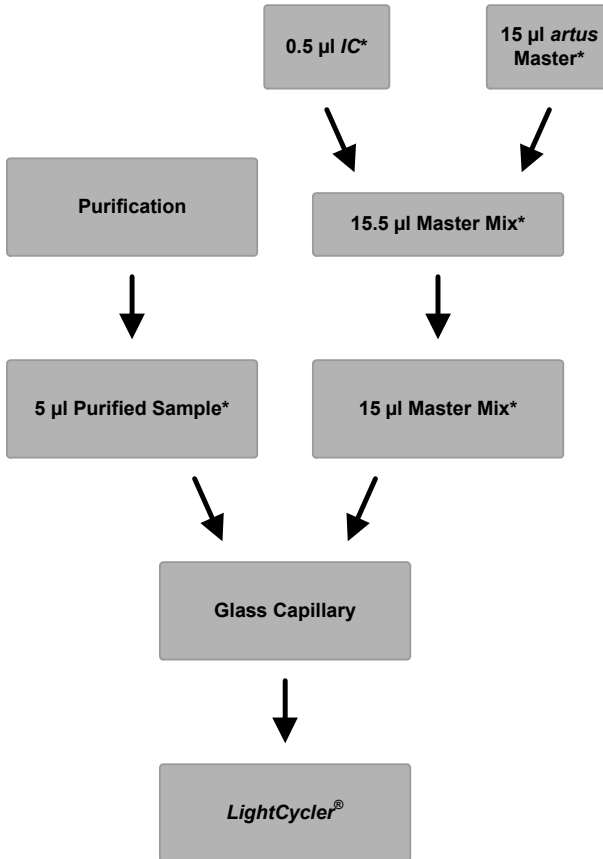 0.5 µl IC*
15 µl artus
Master*
Purification
15.5 µl Master Mix*
5 µl Purified Sample*
15 µl Master Mix*
Glass Capillary
LightCycler®